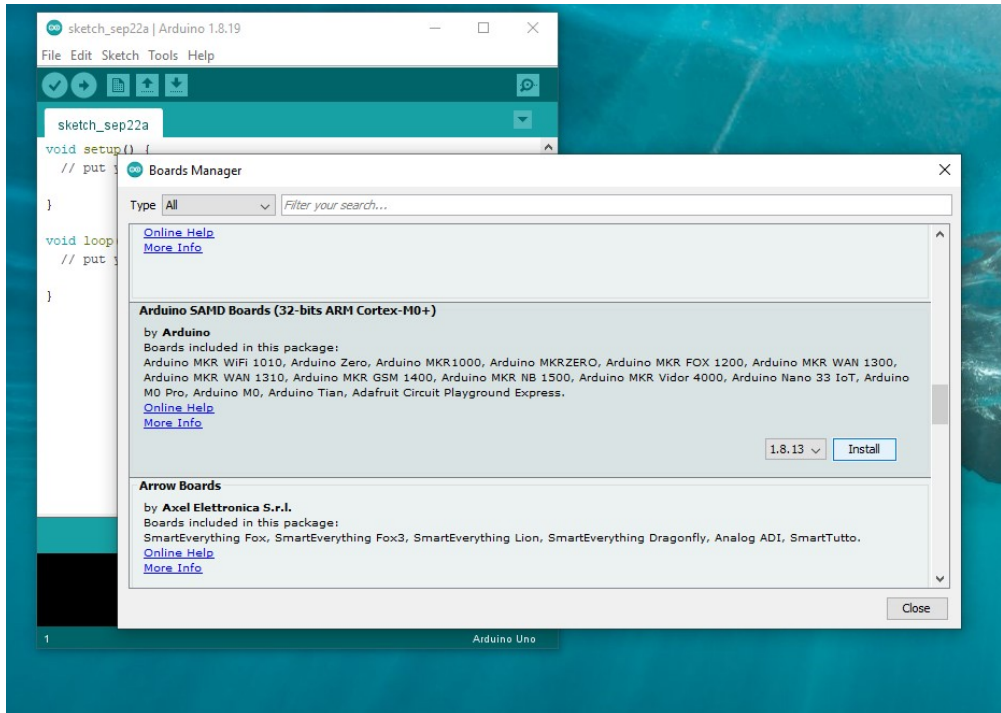 sketch_sep22a | Arduino 1.8.19
File Edit Sketch Tools Help
sketch_sep22a
void setup() {
// put y
}
void loop(
// put y
}
Boards Manager
Type All Filter your search...
Online Help
More Info
Arduino SAMD Boards (32-bits ARM Cortex-M0+)
by Arduino
Boards included in this package:
Arduino MKR WiFi 1010, Arduino Zero, Arduino MKR1000, Arduino MKRZERO, Arduino MKR FOX 1200, Arduino MKR WAN 1300,
Arduino MKR WAN 1310, Arduino MKR GSM 1400, Arduino MKR NB 1500, Arduino MKR Vidor 4000, Arduino Nano 33 IoT, Arduino
M0 Pro, Arduino M0, Arduino Tian, Adafruit Circuit Playground Express.
Online Help
More Info
1.8.13 Install
Arrow Boards
by Axel Elettronica S.r.l.
Boards included in this package:
SmartEverything Fox, SmartEverything Fox3, SmartEverything Lion, SmartEverything Dragonfly, Analog ADI, SmartTutto.
Online Help
More Info
Close
1 Arduino Uno